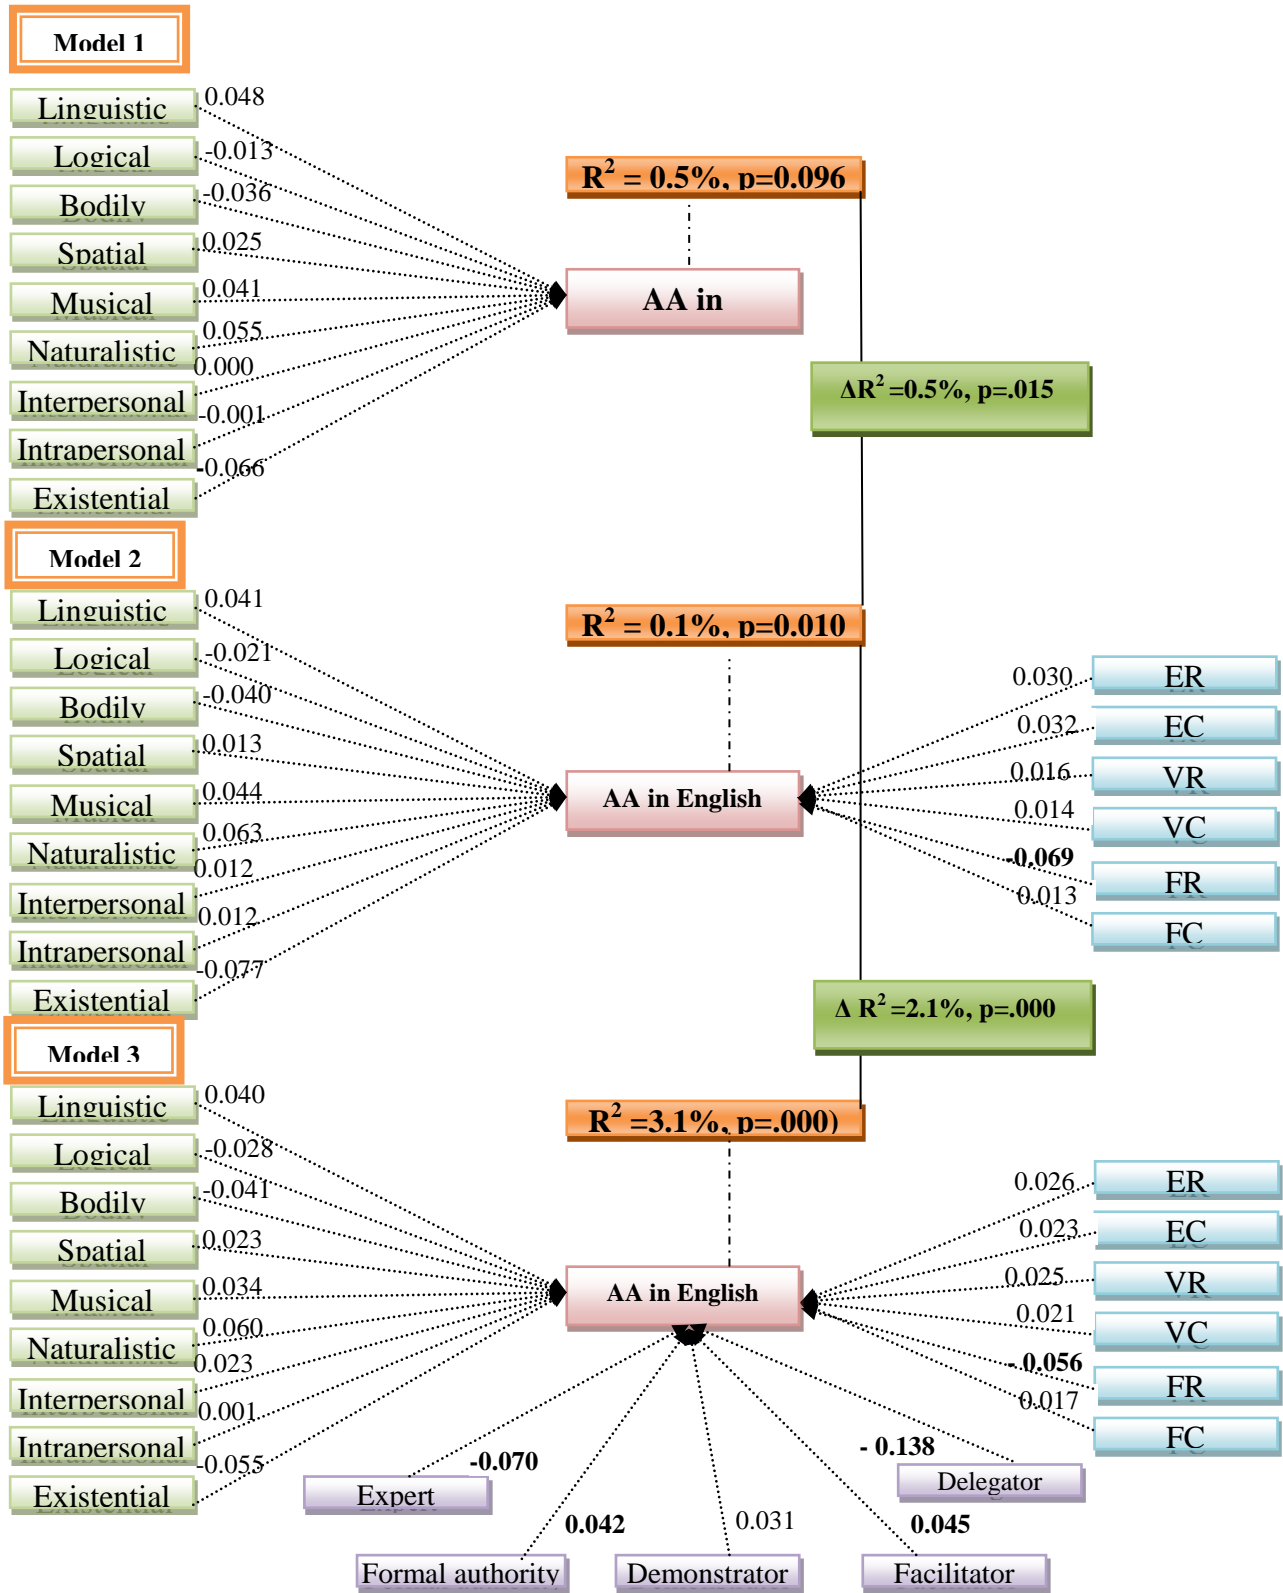 Model 1
Linguistic 0.048
Logical -0.013
R² = 0.5%, p=0.096
Bodily -0.036
Spatial 0.025
Musical 0.041
AA in
Naturalistic 0.055
0.000
ΔR² =0.5%, p=.015
Interpersonal
-0.001
Intrapersonal
-0.066
Existential
Model 2
Linguistic 0.041
R² = 0.1%, p=0.010
Logical -0.021
0.030 ER
Bodily -0.040
0.032 EC
Spatial 0.013
0.016 VR
Musical 0.044
AA in English
0.014 VC
Naturalistic 0.063
-0.069
0.012
FR
Interpersonal
0.013
0.012
FC
Intrapersonal
-0.077
Existential
Δ R² =2.1%, p=.000
Model 3
Linguistic 0.040
R² =3.1%, p=.000)
Logical -0.028
0.026 ER
Bodily -0.041
0.023 EC
Spatial 0.023
0.025 VR
Musical 0.034
AA in English
0.021 VC
Naturalistic 0.060
0.023
- 0.056
FR
Interpersonal
0.017
0.001
FC
Intrapersonal
-0.055
-0.070
- 0.138
Delegator
Existential
Expert
0.042
0.031
0.045
Formal authority
Demonstrator
Facilitator